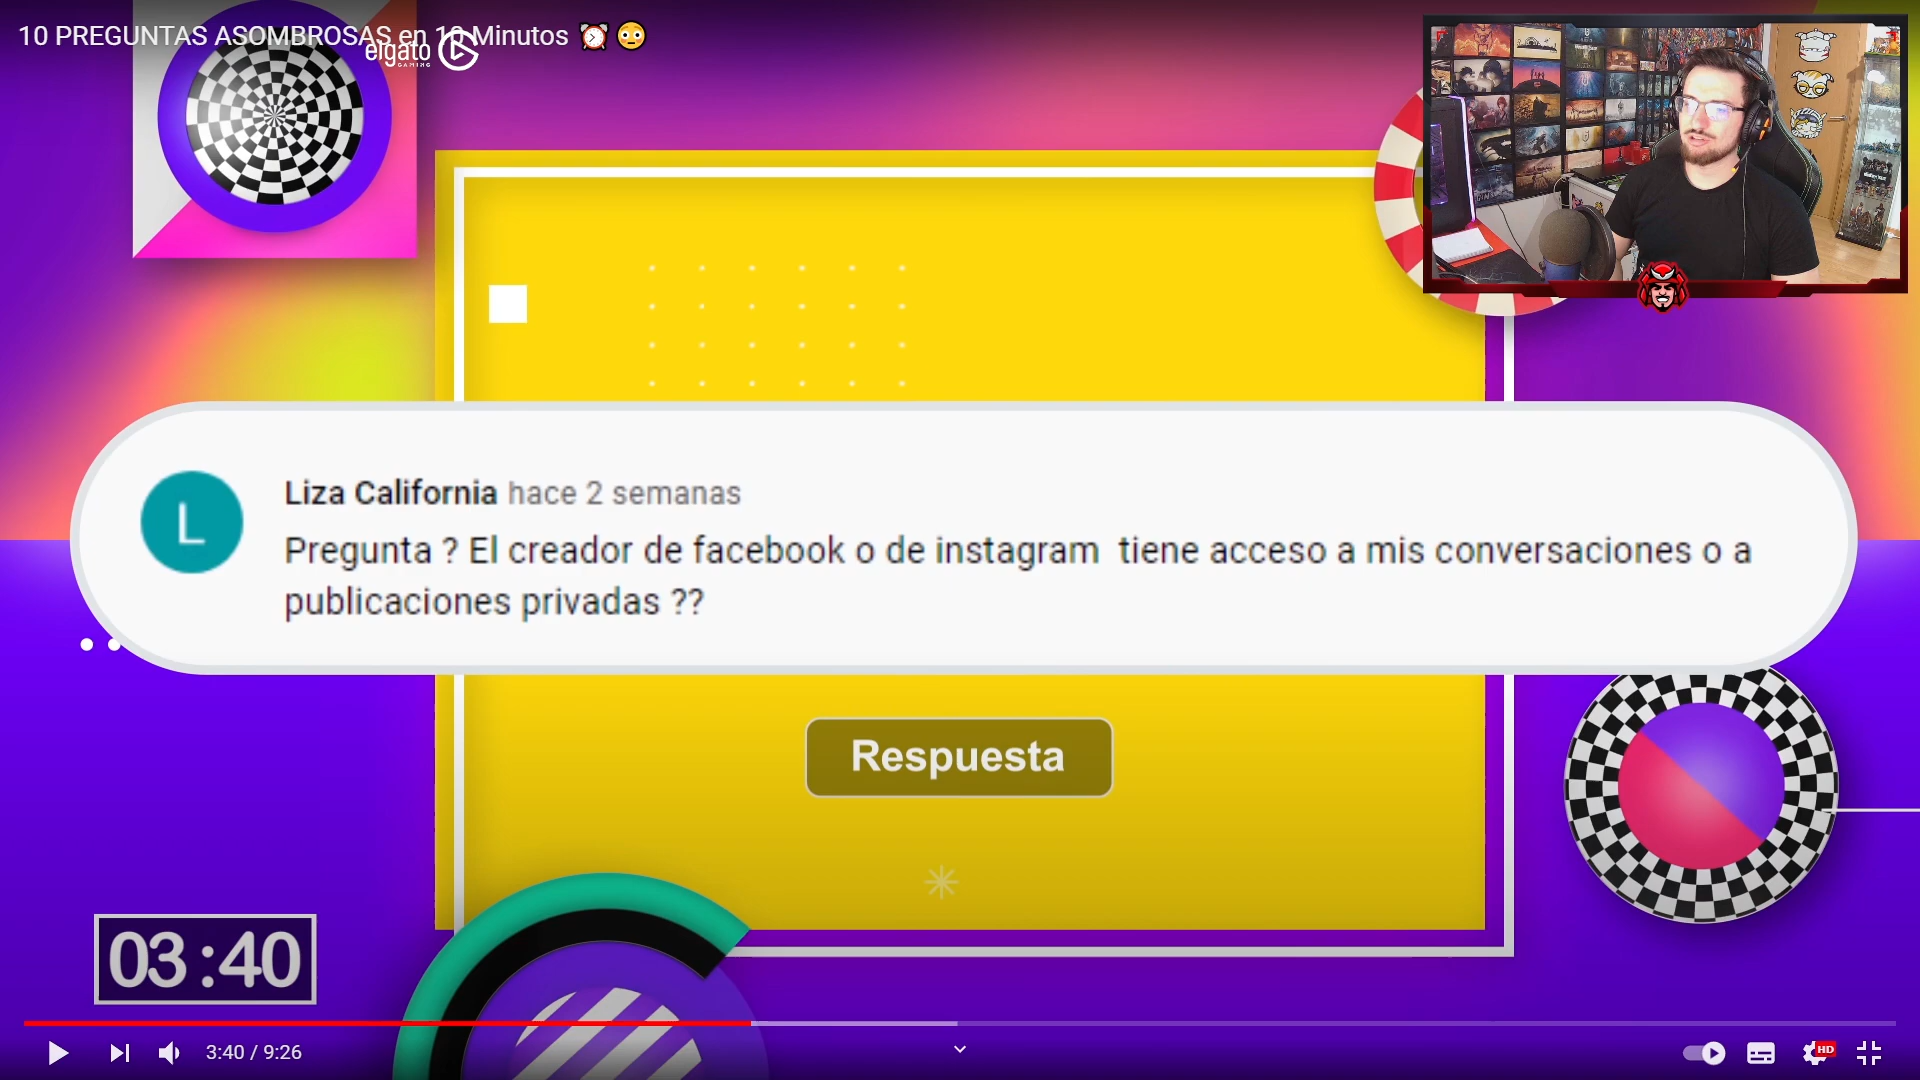 10 PREGUNTAS ASOMBROSAS en 10 Minutos ⏰ 😳
elgato
GAMING
Liza California hace 2 semanas
L
Pregunta ? El creador de facebook o de instagram tiene acceso a mis conversaciones o a
publicaciones privadas ??
Respuesta
03:40
3:40 / 9:26
HD